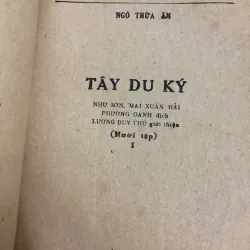 NGÔ THỪA ÂN
TÂY DU KÝ
NHƯ SƠN, MAI XUÂN HẢI
PHƯƠNG OANH dịch
LƯƠNG DUY THỨ giới thiệu
(Mười tập)
I